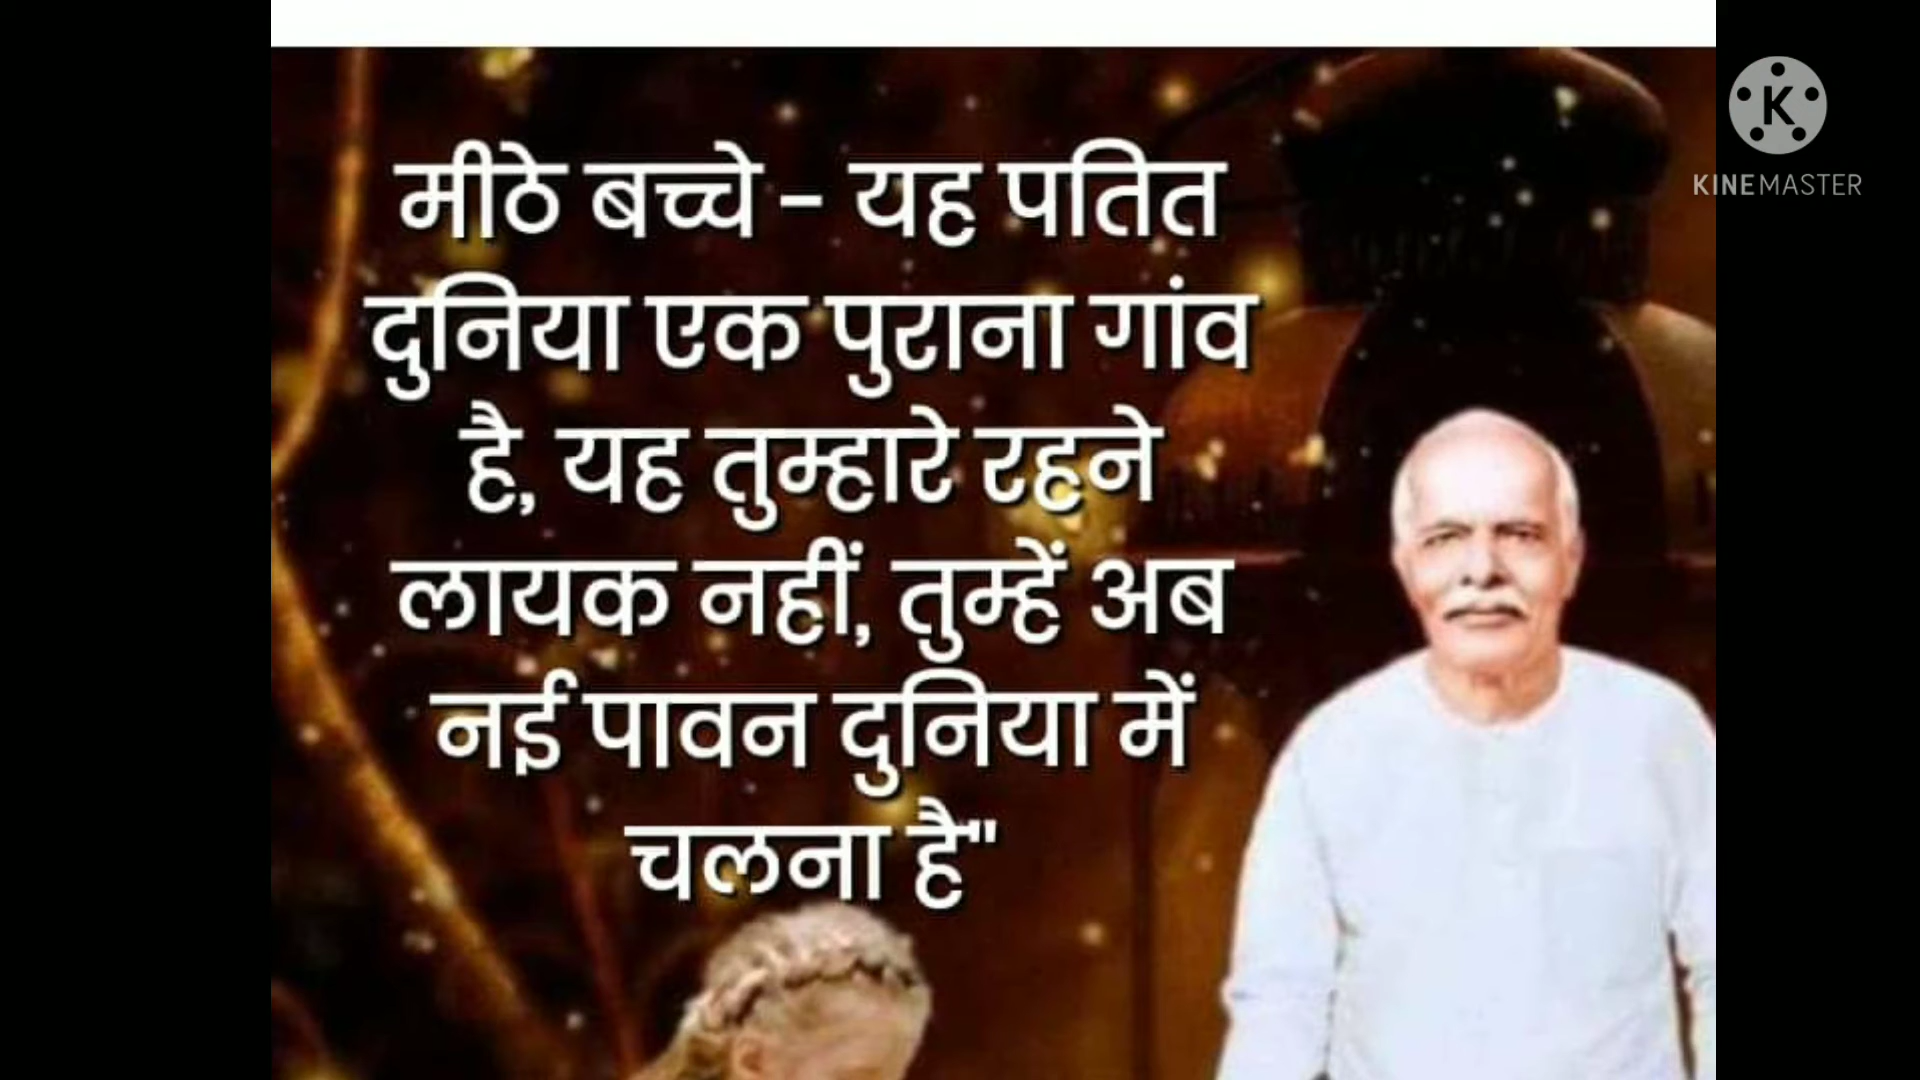 मीठे बच्चे - यह पतित
दुनिया एक पुराना गांव
है, यह तुम्हारे रहने
लायक नहीं, तुम्हें अब
नई पावन दुनिया में
चलना है"
K
KINEMASTER